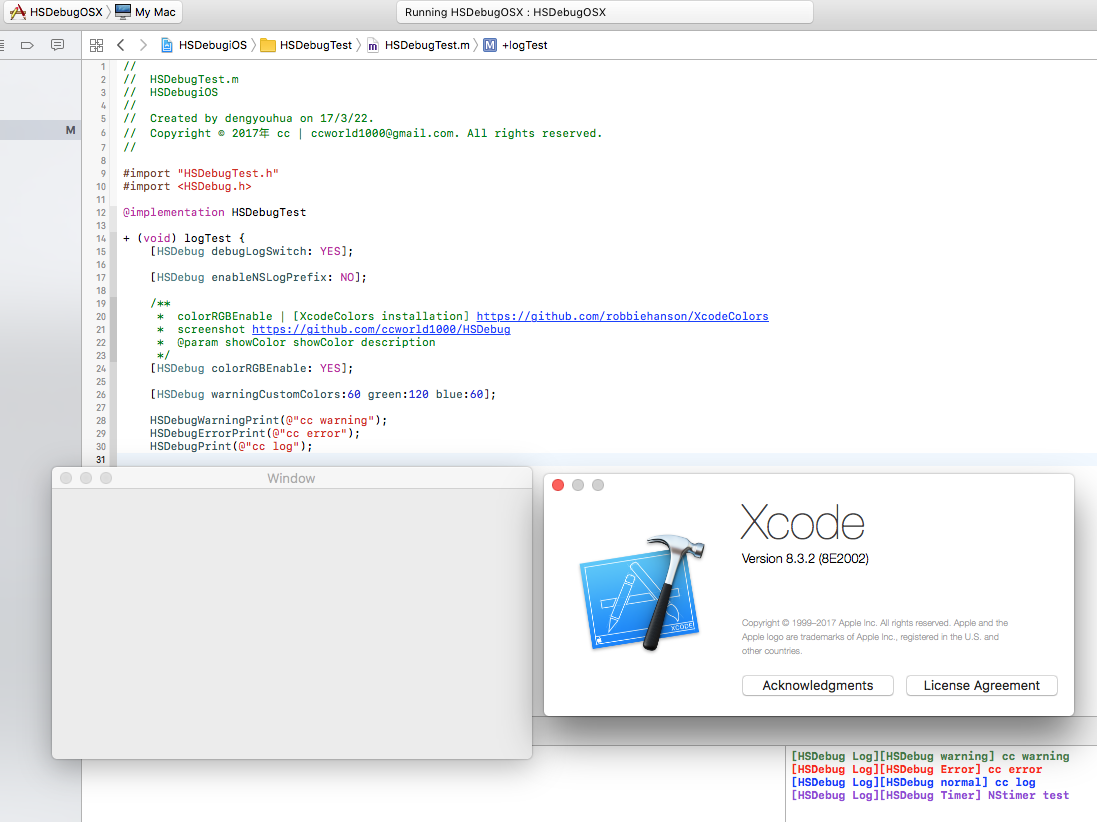 HSDebugOSX 〉 My Mac
Running HSDebugOSX : HSDebugOSX
HSDebugiOS 〉 HSDebugTest 〉 m HSDebugTest.m 〉 M +logTest
M
1 //
2 //  HSDebugTest.m
3 //  HSDebugiOS
4 //
5 //  Created by dengyouhua on 17/3/22.
6 //  Copyright © 2017年 cc | ccworld1000@gmail.com. All rights reserved.
7 //
8
9 #import "HSDebugTest.h"
10 #import <HSDebug.h>
11
12 @implementation HSDebugTest
13
14 + (void) logTest {
15     [HSDebug debugLogSwitch: YES];
16
17     [HSDebug enableNSLogPrefix: NO];
18
19     /**
20      *  colorRGBEnable | [XcodeColors installation] https://github.com/robbiehanson/XcodeColors
21      *  screenshot https://github.com/ccworld1000/HSDebug
22      *  @param showColor showColor description
23      */
24     [HSDebug colorRGBEnable: YES];
25
26     [HSDebug warningCustomColors:60 green:120 blue:60];
27
28     HSDebugWarningPrint(@"cc warning");
29     HSDebugErrorPrint(@"cc error");
30     HSDebugPrint(@"cc log");
31
Window
Xcode
Version 8.3.2 (8E2002)
XCODE
Copyright © 1999–2017 Apple Inc. All rights reserved. Apple and the
Apple logo are trademarks of Apple Inc., registered in the U.S. and
other countries.
Acknowledgments
License Agreement
[HSDebug Log][HSDebug warning] cc warning
[HSDebug Log][HSDebug Error] cc error
[HSDebug Log][HSDebug normal] cc log
[HSDebug Log][HSDebug Timer] NStimer test